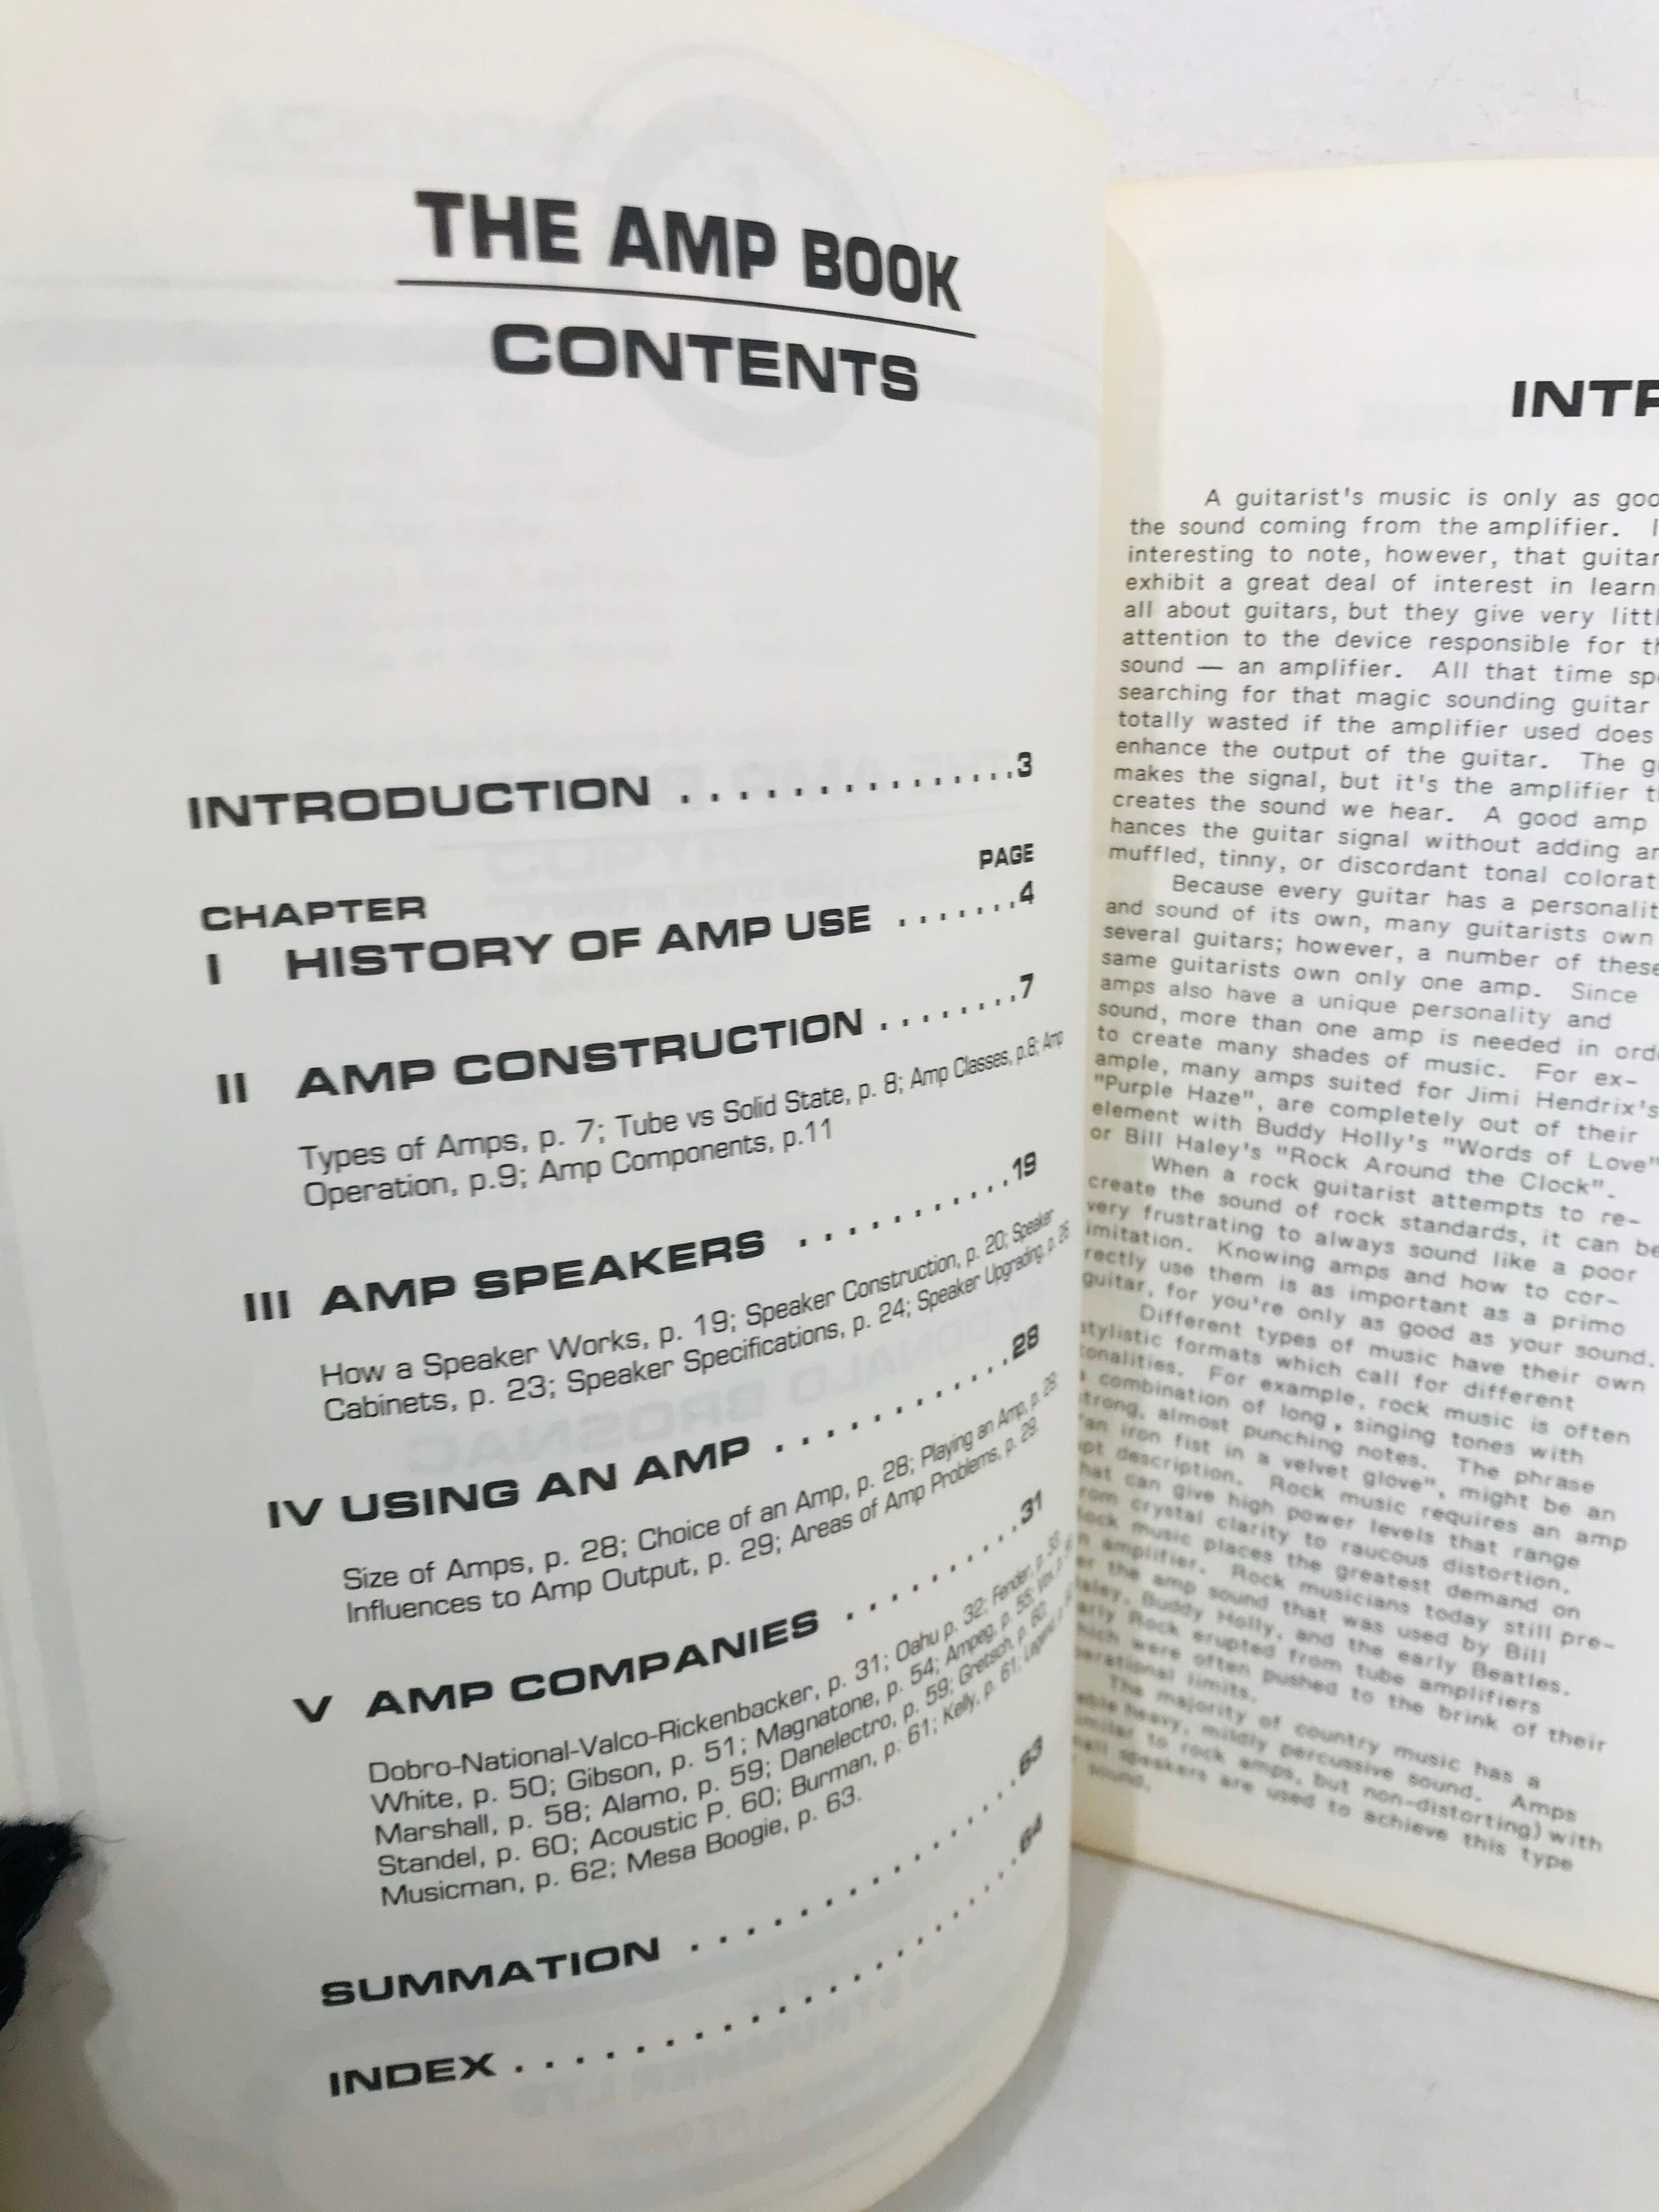 THE AMP BOOK
CONTENTS
INTRODUCTION ...............3
PAGE
CHAPTER
I HISTORY OF AMP USE .......4
II AMP CONSTRUCTION ........7
Types of Amps, p. 7; Tube vs Solid State, p. 8; Amp Classes, p.8; Amp
Operation, p.9; Amp Components, p.11
III AMP SPEAKERS ..........19
How a Speaker Works, p. 19; Speaker Construction, p. 20; Speaker
Cabinets, p. 23; Speaker Specifications, p. 24; Speaker Upgrading, p. 26
IV USING AN AMP ...........28
Size of Amps, p. 28; Choice of an Amp, p. 28; Playing an Amp, p. 28
Influences to Amp Output, p. 29; Areas of Amp Problems, p. 29.
V AMP COMPANIES ..........31
Dobro-National-Valco-Rickenbacker, p. 31; Oahu p. 32; Fender, p. 33
White, p. 50; Gibson, p. 51; Magnatone, p. 54; Ampeg, p. 55; Vox, p.
Marshall, p. 58; Alamo, p. 59; Danelectro, p. 59; Gretsch, p. 60;
Standel, p. 60; Acoustic P. 60; Burman, p. 61; Kelly, p. 61; Legend
Musicman, p. 62; Mesa Boogie, p. 63.
SUMMATION ...............63
INDEX ....................64
A guitarist's music is only as
the sound coming from the amplifier.
interesting to note, however, that
exhibit a great deal of interest in
all about guitars, but they give very
attention to the device responsible for
sound — an amplifier. All that time
searching for that magic sounding guitar
totally wasted if the amplifier used does
enhance the output of the guitar. The
makes the signal, but it's the amplifier
creates the sound we hear. A good amp
hances the guitar signal without adding
muffled, tinny, or discordant tonal
Because every guitar has a
and sound of its own, many guitarists own
several guitars; however, a number of these
same guitarists own only one amp. Since
amps also have a unique personality and
sound, more than one amp is needed in
to create many shades of music. For ex-
ample, many amps suited for Jimi Hendrix's
"Purple Haze", are completely out of their
element with Buddy Holly's "Words of Love"
or Bill Haley's "Rock Around the Clock".
When a rock guitarist attempts to re-
create the sound of rock standards, it can be
very frustrating to always sound like a poor
imitation. Knowing amps and how to cor-
rectly use them is as important as a primo
guitar, for you're only as good as your sound.
Different types of music have their own
stylistic formats which call for different
tonalities. For example, rock music is often
combination of long, singing tones with
strong, almost punching notes. The phrase
"an iron fist in a velvet glove", might be an
description. Rock music requires an amp
that can give high power levels that range
from crystal clarity to raucous distortion.
Rock music places the greatest demand on
amplifier. Rock musicians today still pre-
the amp sound that was used by Bill
Haley, Buddy Holly, and the early Beatles.
Early Rock erupted from tube amplifiers
which were often pushed to the brink of their
limits.
The majority of country music has a
heavy, mildly percussive sound. Amps
similar to rock amps, but non-distorting) with
speakers are used to achieve this type
sound.